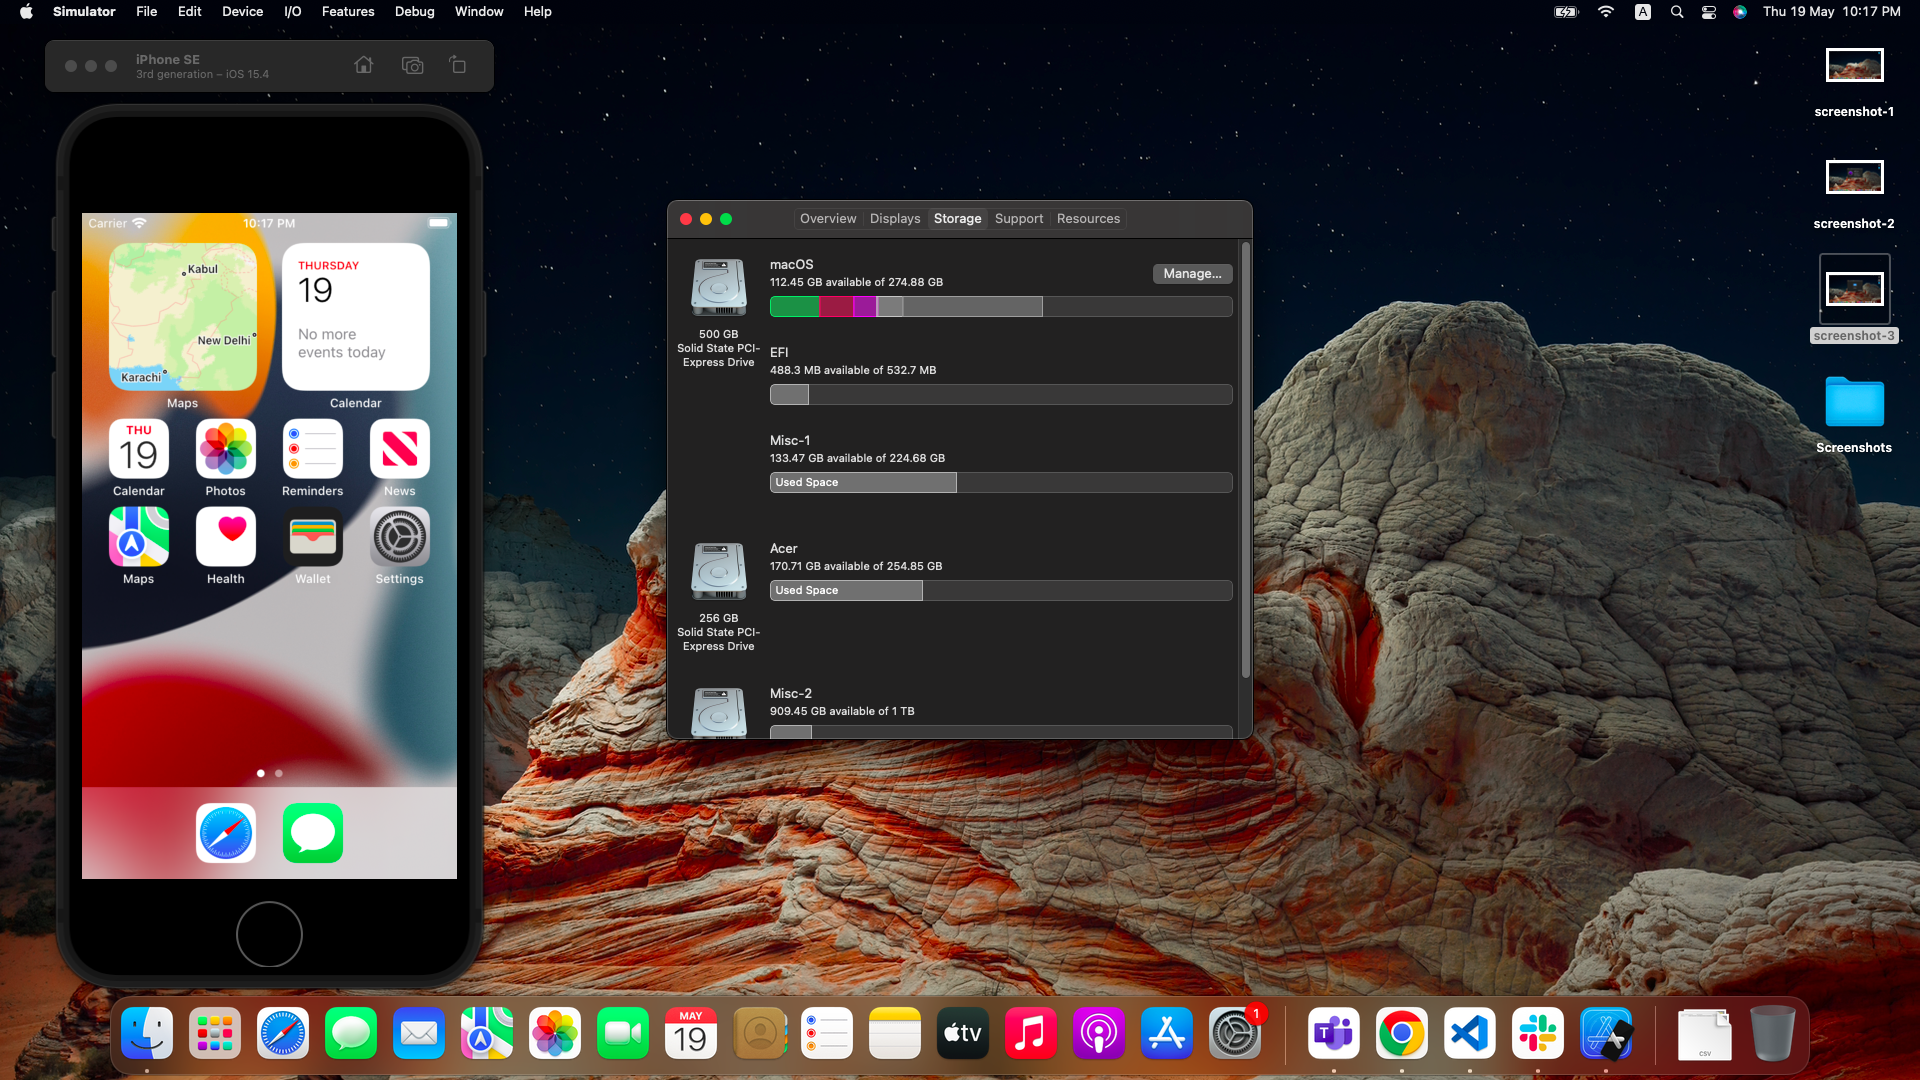 Simulator File Edit Device I/O Features Debug Window Help
A Thu 19 May 10:17 PM
iPhone SE
3rd generation – iOS 15.4
Carrier 10:17 PM
Kabul
New Delhi
Karachi
Maps
THURSDAY
19
No more
events today
Calendar
THU
19
Calendar Photos Reminders News
Maps Health Wallet Settings
Overview Displays Storage Support Resources
macOS
112.45 GB available of 274.88 GB
Manage...
500 GB
Solid State PCI-
Express Drive
EFI
488.3 MB available of 532.7 MB
Misc-1
133.47 GB available of 224.68 GB
Used Space
Acer
170.71 GB available of 254.85 GB
Used Space
256 GB
Solid State PCI-
Express Drive
Misc-2
909.45 GB available of 1 TB
screenshot-1
screenshot-2
screenshot-3
Screenshots
MAY
19
tv
1
T
csv